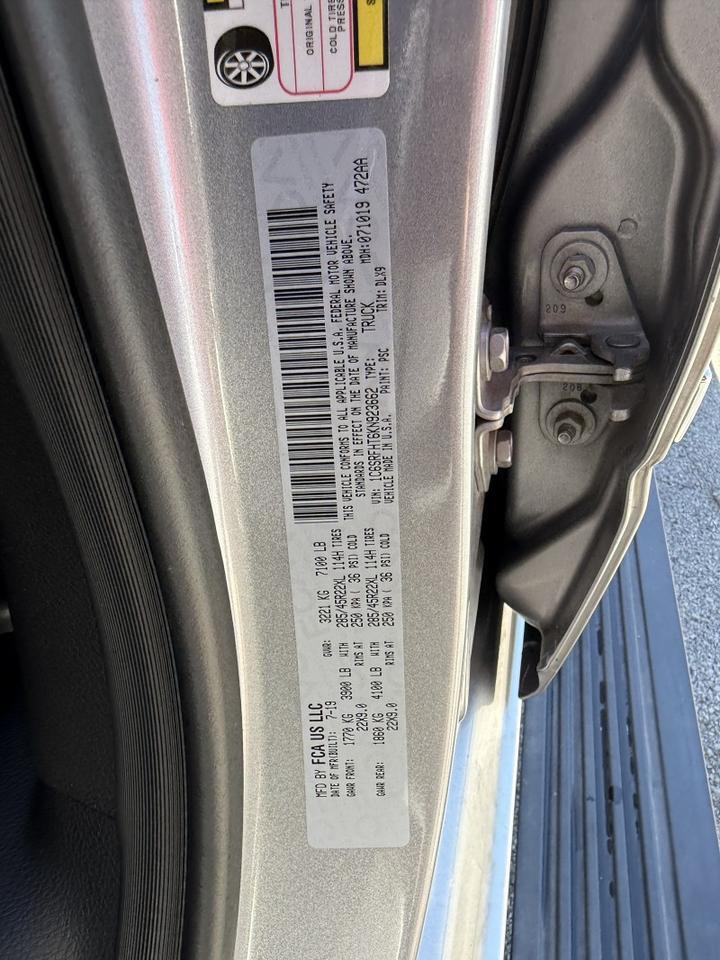 ORIGINAL
COLD TIRE
PRESS
MFD BY FCA US LLC
DATE OF MFR(BUILT): 7-19
GVWR: 3221 KG 7100 LB
GAWR FRONT: 1770 KG 3900 LB WITH 285/45R22XL 114H TIRES
22X9.0 RIMS AT 250 KPA ( 36 PSI) COLD
GAWR REAR: 1860 KG 4100 LB WITH 285/45R22XL 114H TIRES
22X9.0 RIMS AT 250 KPA ( 36 PSI) COLD
THIS VEHICLE CONFORMS TO ALL APPLICABLE U.S.A. FEDERAL MOTOR VEHICLE SAFETY
STANDARDS IN EFFECT ON THE DATE OF MANUFACTURE SHOWN ABOVE.
VIN: 1C6SRFHT6KN923662 TYPE: TRUCK MDH:071019 472AA
VEHICLE MADE IN U.S.A. PAINT: PSC TRIM: DLX9
209
208